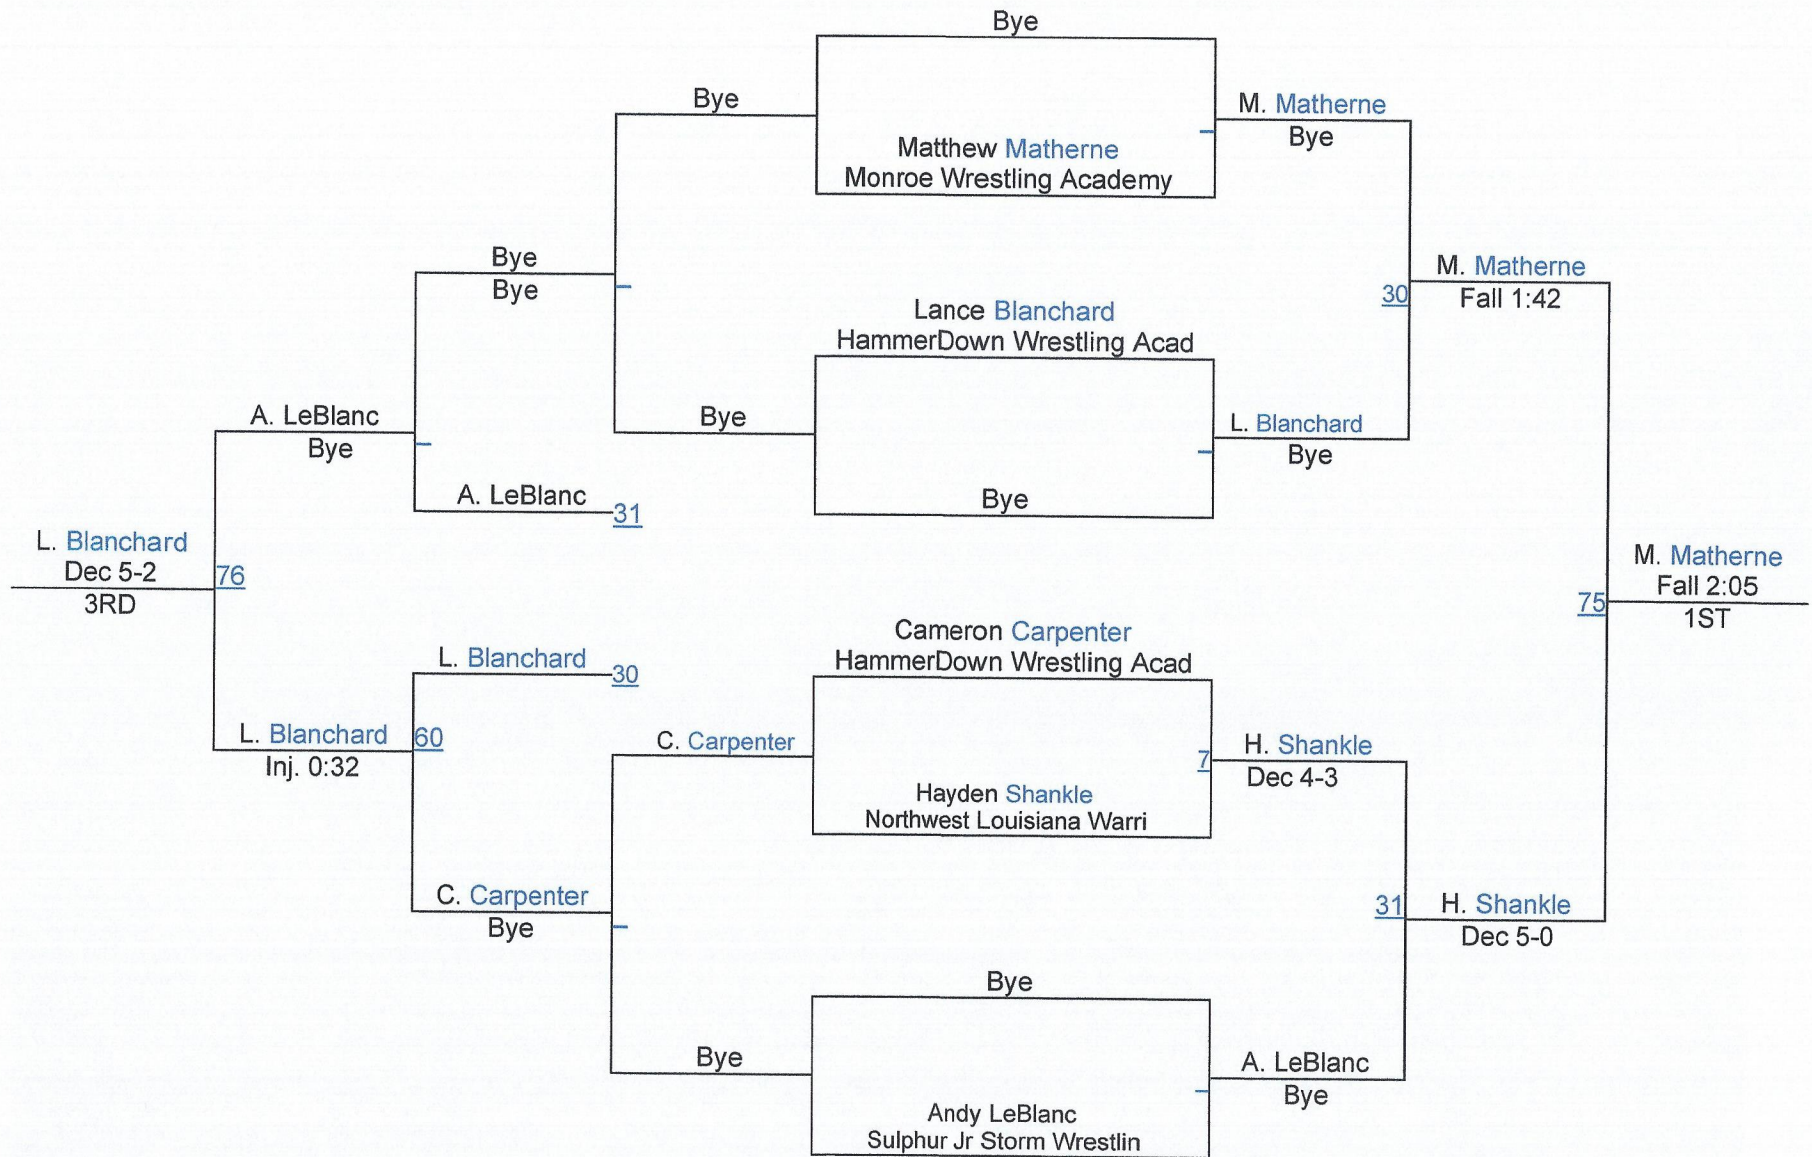 Bye
Bye
M. Matherne
Bye
Matthew Matherne
Monroe Wrestling Academy
Bye
Bye
M. Matherne
Fall 1:42
30
Lance Blanchard
HammerDown Wrestling Acad
A. LeBlanc
Bye
Bye
L. Blanchard
Bye
A. LeBlanc
31
Bye
L. Blanchard
Dec 5-2
3RD
76
M. Matherne
Fall 2:05
1ST
75
Cameron Carpenter
HammerDown Wrestling Acad
L. Blanchard
30
L. Blanchard
Inj. 0:32
60
C. Carpenter
7
H. Shankle
Dec 4-3
Hayden Shankle
Northwest Louisiana Warri
C. Carpenter
Bye
31
H. Shankle
Dec 5-0
Bye
Bye
A. LeBlanc
Bye
Andy LeBlanc
Sulphur Jr Storm Wrestlin